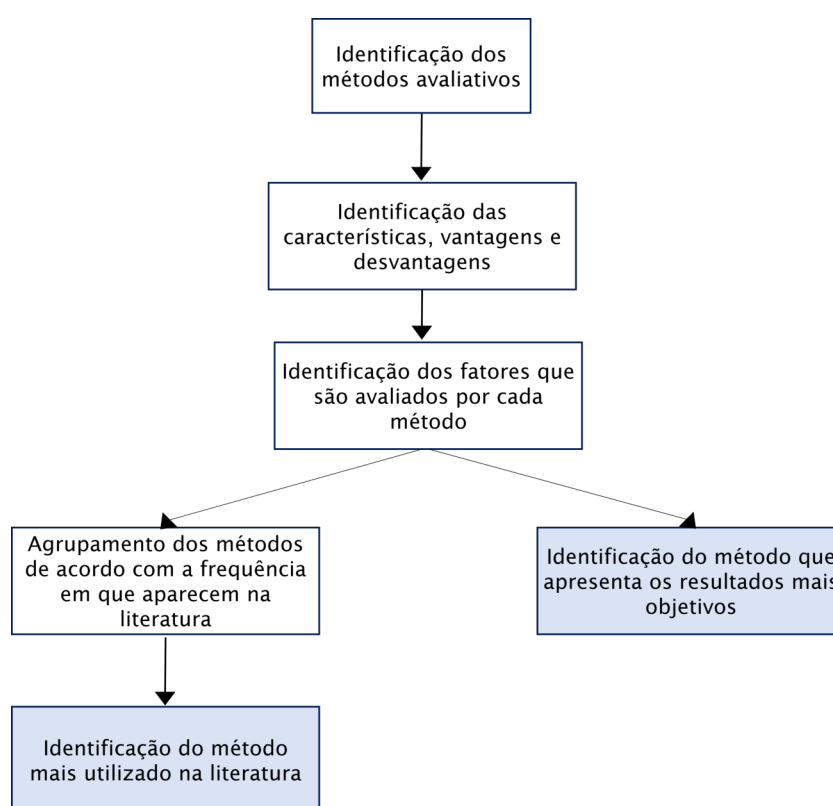 Identificação dos
métodos avaliativos
Identificação das
características, vantagens e
desvantagens
Identificação dos fatores que
são avaliados por cada
método
Agrupamento dos métodos
de acordo com a frequência
em que aparecem na
literatura
Identificação do método que
apresenta os resultados mais
objetivos
Identificação do método
mais utilizado na literatura